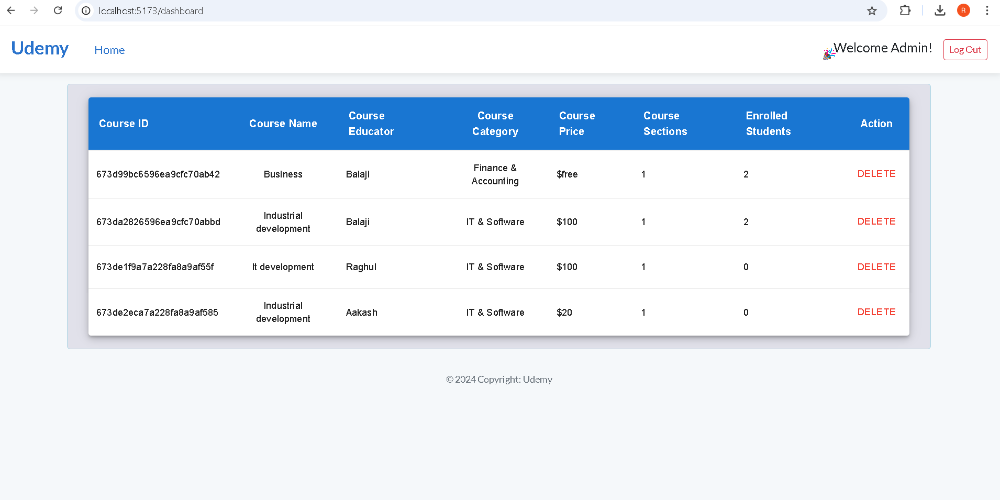 localhost:5173/dashboard
R
Udemy Home Welcome Admin! Log Out
Course ID Course Name Course Educator Course Category Course Price Course Sections Enrolled Students Action
673d99bc6596ea9cfc70ab42 Business Balaji Finance & Accounting $free 1 2 DELETE
673da2826596ea9cfc70abbd Industrial development Balaji IT & Software $100 1 2 DELETE
673de1f9a7a228fa8a9af55f It development Raghul IT & Software $100 1 0 DELETE
673de2eca7a228fa8a9af585 Industrial development Aakash IT & Software $20 1 0 DELETE
© 2024 Copyright: Udemy